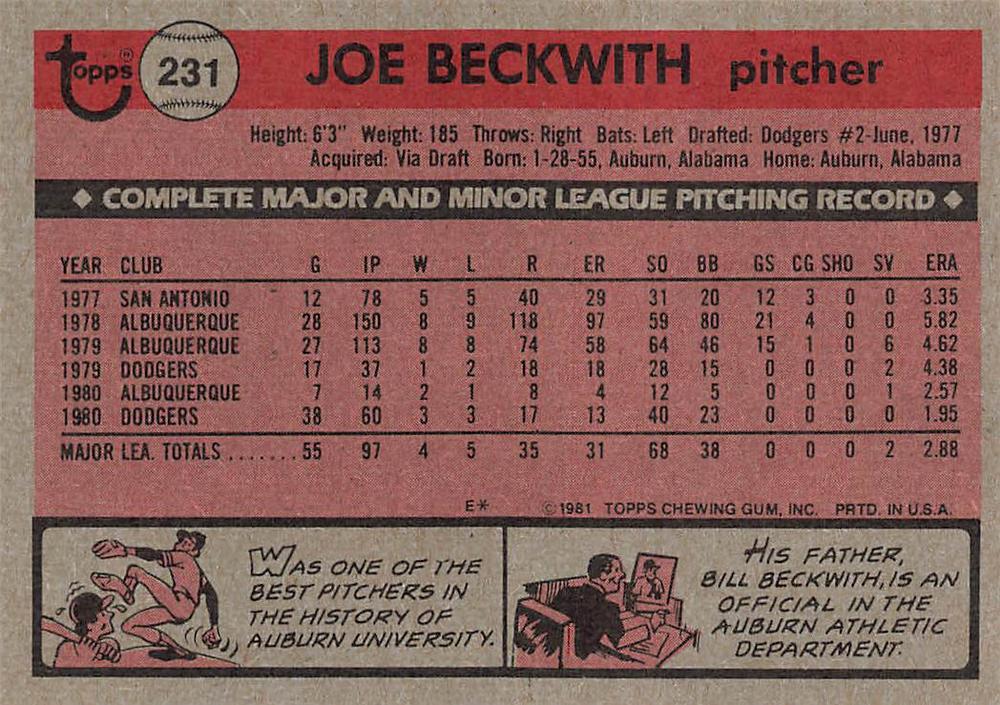 Topps® 231 JOE BECKWITH pitcher
Height: 6'3" Weight: 185 Throws: Right Bats: Left Drafted: Dodgers #2-June, 1977
Acquired: Via Draft Born: 1-28-55, Auburn, Alabama Home: Auburn, Alabama
◆ COMPLETE MAJOR AND MINOR LEAGUE PITCHING RECORD ◆
YEAR CLUB G IP W L R ER SO BB GS CG SHO SV ERA
1977 SAN ANTONIO 12 78 5 5 40 29 31 20 12 3 0 0 3.35
1978 ALBUQUERQUE 28 150 8 9 118 97 59 80 21 4 0 0 5.82
1979 ALBUQUERQUE 27 113 8 8 74 58 64 46 15 1 0 6 4.62
1979 DODGERS 17 37 1 2 18 18 28 15 0 0 0 2 4.38
1980 ALBUQUERQUE 7 14 2 1 8 4 12 5 0 0 0 1 2.57
1980 DODGERS 38 60 3 3 17 13 40 23 0 0 0 0 1.95
MAJOR LEA. TOTALS.......55 97 4 5 35 31 68 38 0 0 0 2 2.88
E* ©1981 TOPPS CHEWING GUM, INC. PRTD. IN U.S.A.
WAS ONE OF THE
BEST PITCHERS IN
THE HISTORY OF
AUBURN UNIVERSITY.
HIS FATHER,
BILL BECKWITH, IS AN
OFFICIAL IN THE
AUBURN ATHLETIC
DEPARTMENT.